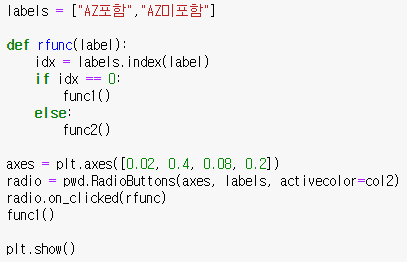 labels = ["AZ포함","AZ미포함"]
def rfunc(label):
    idx = labels.index(label)
    if idx == 0:
        func1()
    else:
        func2()
axes = plt.axes([0.02, 0.4, 0.08, 0.2])
radio = pwd.RadioButtons(axes, labels, activecolor=col2)
radio.on_clicked(rfunc)
func1()
plt.show()